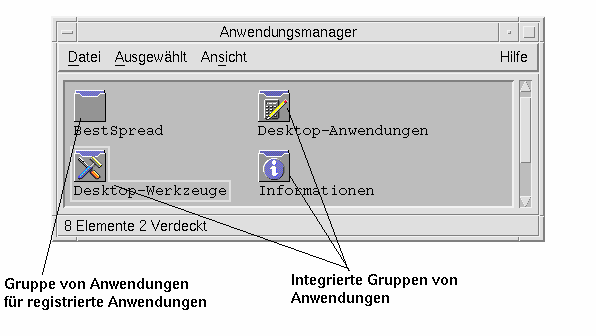 Anwendungsmanager
Datei Ausgewählt Ansicht Hilfe
BestSpread Desktop-Anwendungen
Desktop-Werkzeuge Informationen
8 Elemente 2 Verdeckt
Gruppe von Anwendungen
für registrierte Anwendungen
Integrierte Gruppen von
Anwendungen